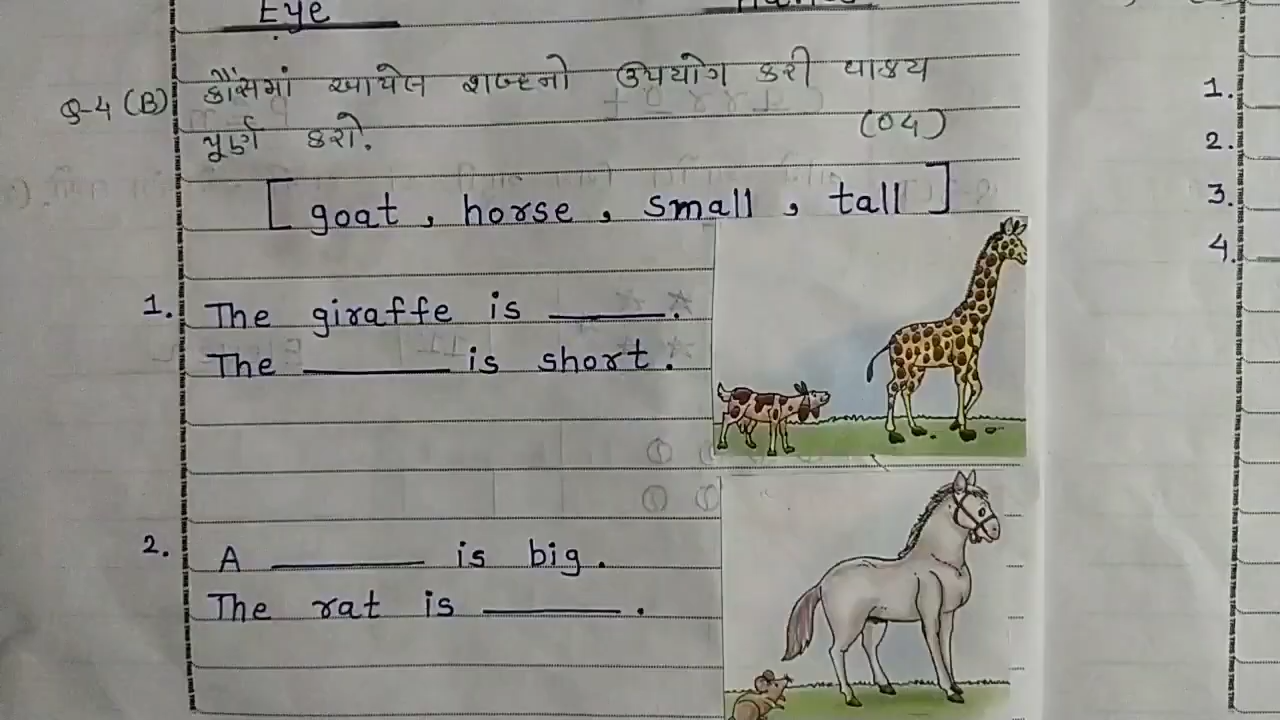 Eye
Q-4 (B) કૌંસમાં આપેલ શબ્દનો ઉપયોગ કરી વાક્ય
પૂર્ણ કરો. (04)
[ goat , horse , small , tall ]
1. The giraffe is ______.
The ______ is short.
2. A ______ is big.
The rat is ______.
1.
2.
3.
4.